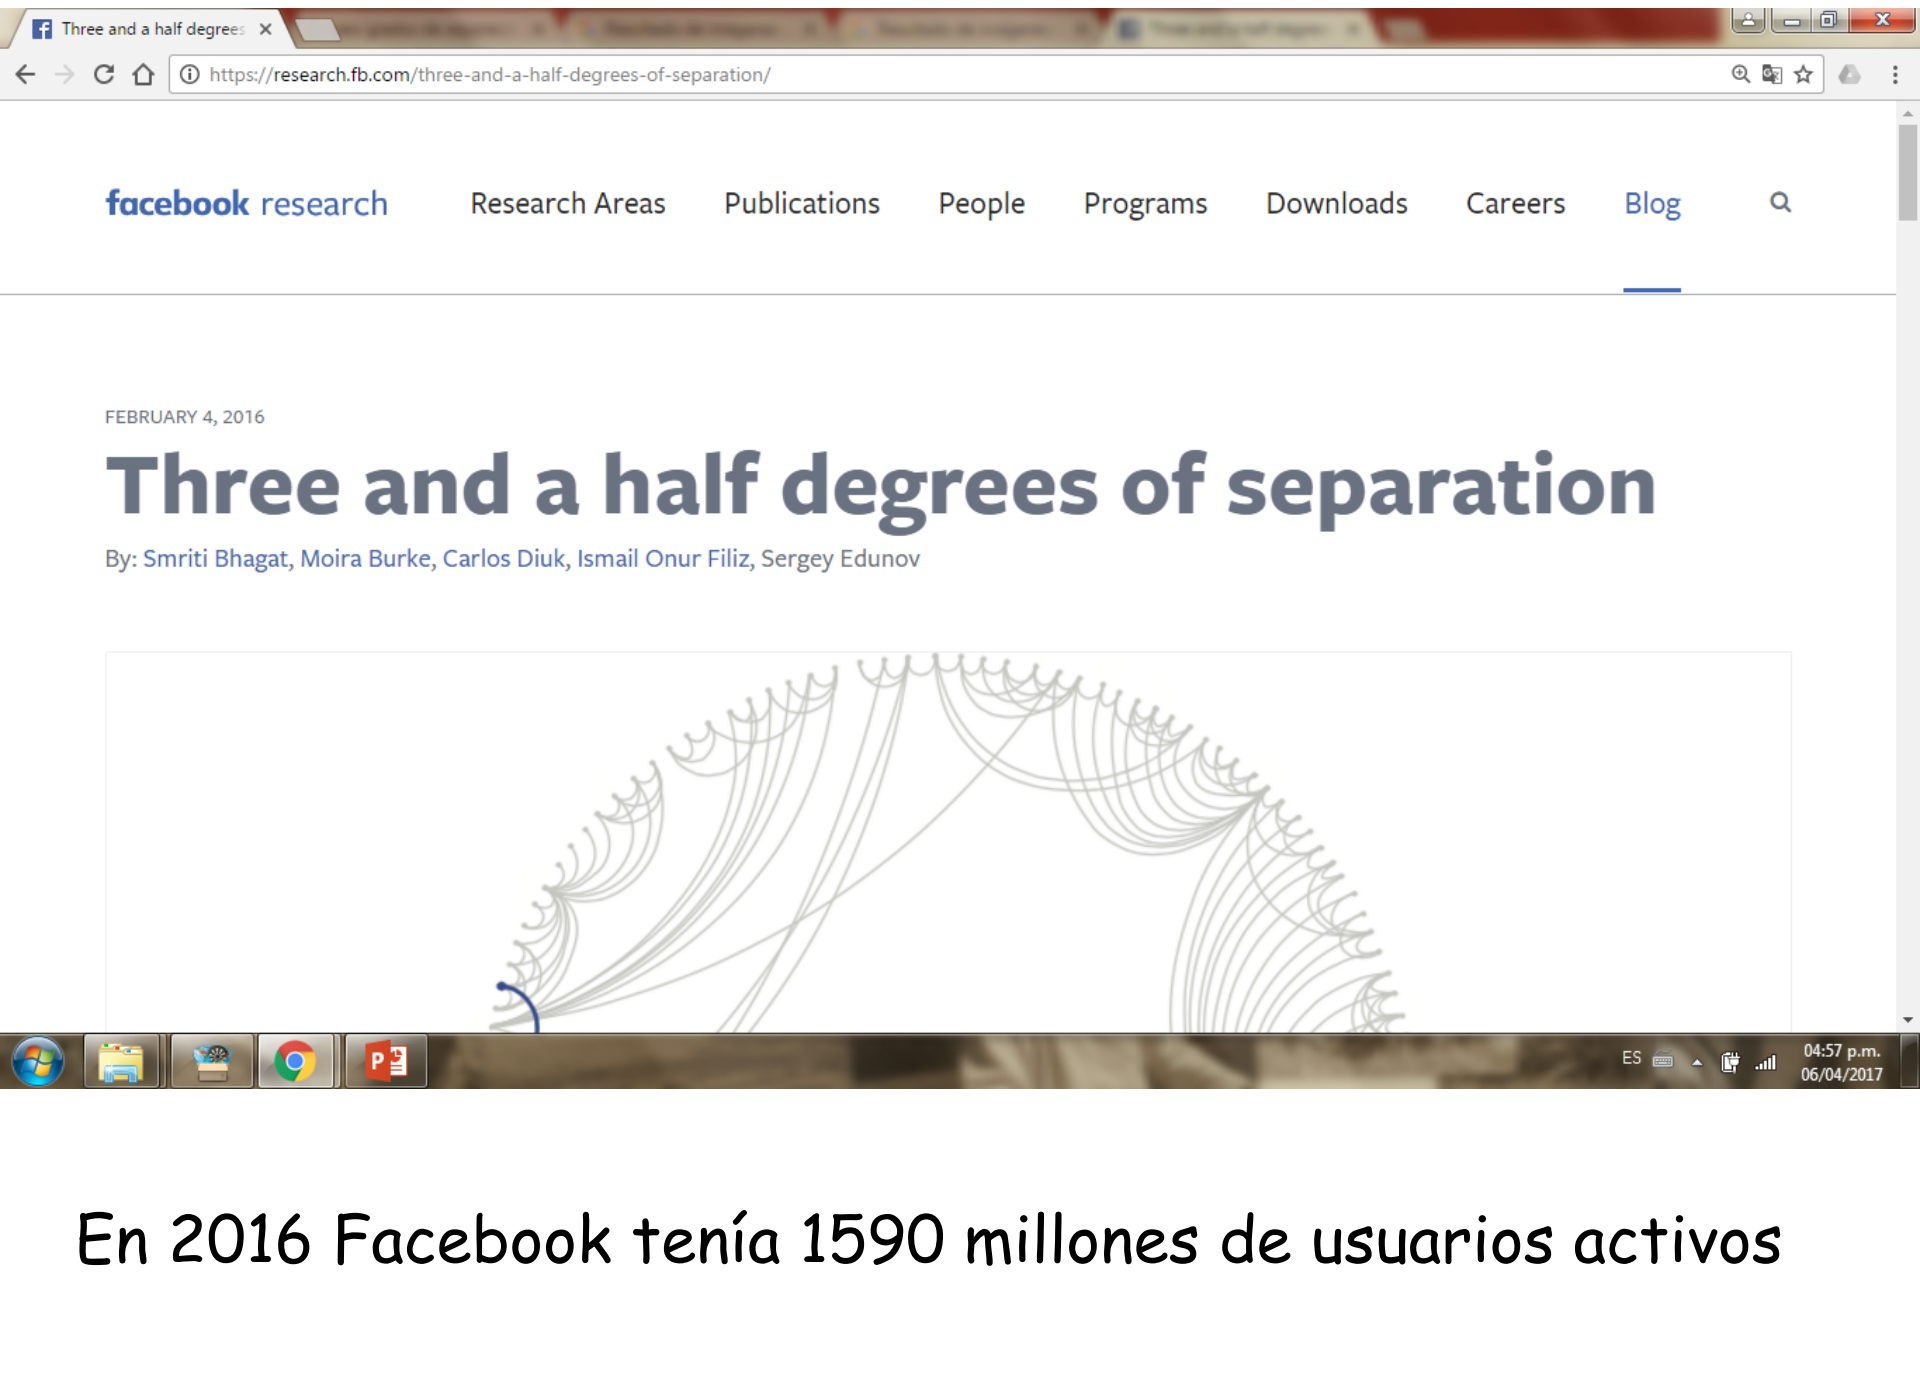 Three and a half degrees
https://research.fb.com/three-and-a-half-degrees-of-separation/
facebook research Research Areas Publications People Programs Downloads Careers Blog
FEBRUARY 4, 2016
Three and a half degrees of separation
By: Smriti Bhagat, Moira Burke, Carlos Diuk, Ismail Onur Filiz, Sergey Edunov
ES 04:57 p.m.
06/04/2017
En 2016 Facebook tenía 1590 millones de usuarios activos